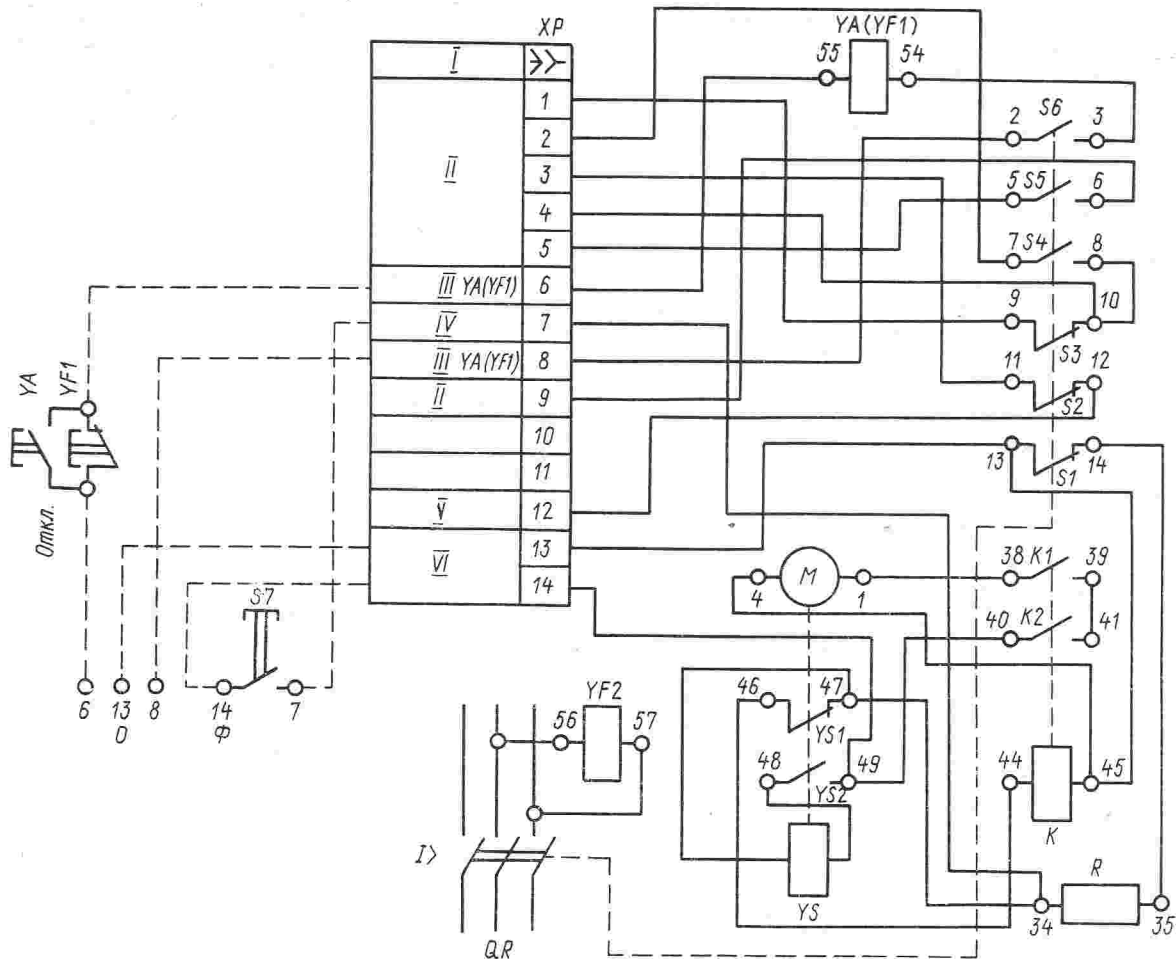 XP
YA(YF1)
I
55
54
1
2
S6
3
2
II
3
5
S5
6
4
7
S4
8
5
9
10
III YA(YF1)
6
S3
IV
7
11
12
III YA(YF1)
8
S2
II
9
YA
YF1
10
13
14
11
S1
V
12
Откл.
13
VI
14
M
4
1
38
K1
39
40
K2
41
S7
6
13
8
14
7
О
Ф
YF2
56
57
46
47
YS1
48
49
YS2
44
45
K
I>
YS
R
34
35
QR